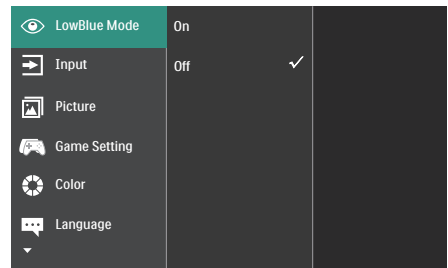 LowBlue Mode
On
Input
Off
Picture
Game Setting
Color
Language